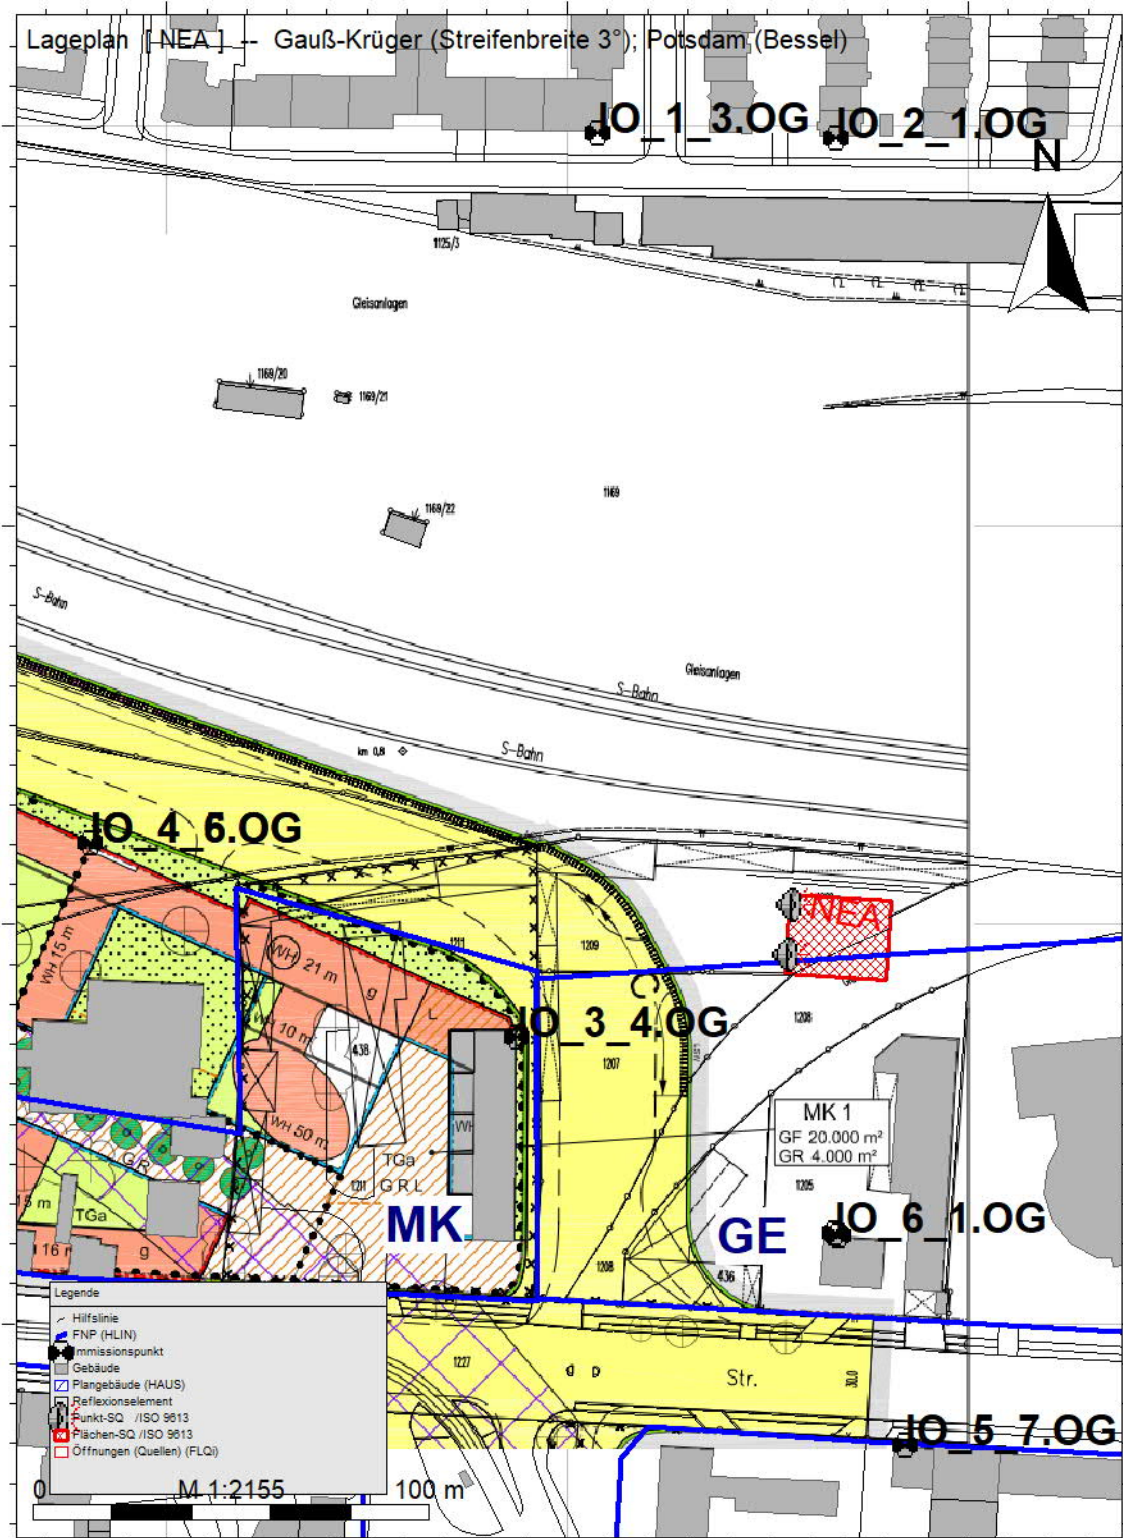 Lageplan [ NEA ] -- Gauß-Krüger (Streifenbreite 3°); Potsdam (Bessel)
IO_1_3.OG
IO_2_1.OG
N
1125/3
Gleisanlagen
1169/20
1169/21
1169/22
1169
S-Bahn
Gleisanlagen
S-Bahn
S-Bahn
km 0,8
IO_4_6.OG
NEA
WH 15 m
WH 21 m
g
L
1211
1209
IO_3_4.OG
WH 10 m
438
1207
1208
MK 1
GF 20.000 m²
GR 4.000 m²
WH 50 m
WH
TGa
G R L
1211
1205
G R
15 m
TGa
MK
GE
IO_6_1.OG
16 m
g
1208
436
Legende
Hilfslinie
FNP (HLIN)
Immissionspunkt
Gebäude
Plangebäude (HAUS)
Reflexionselement
Punkt-SQ /ISO 9613
Flächen-SQ /ISO 9613
Öffnungen (Quellen) (FLQi)
1227
Str.
30.0
IO_5_7.OG
0
M 1:2155
100 m